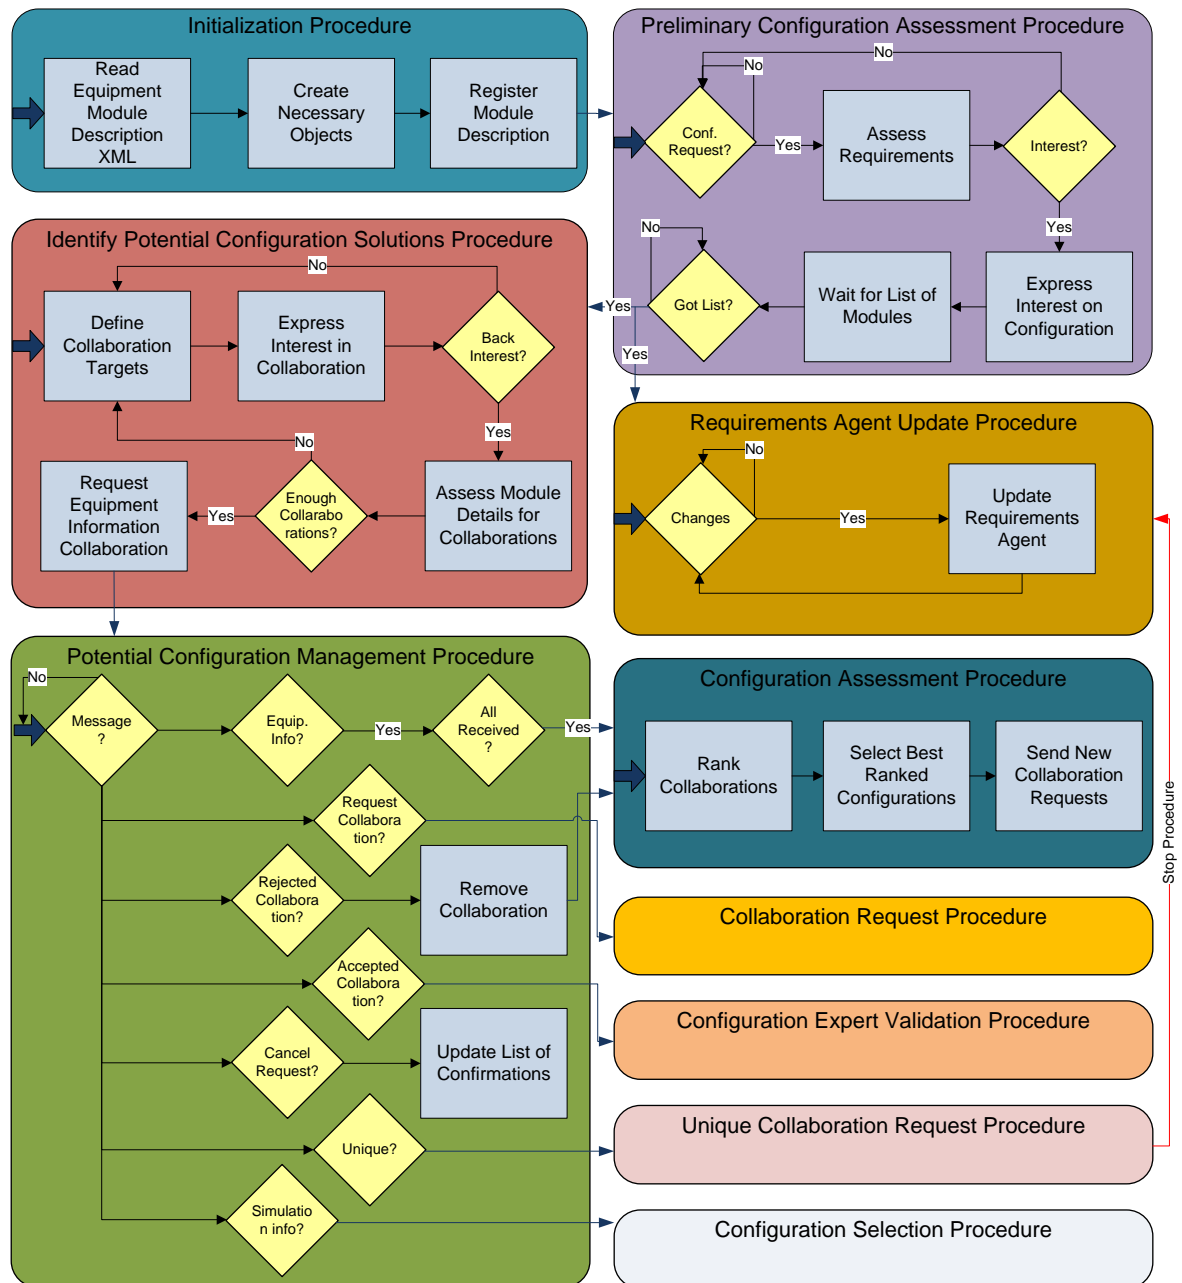 Initialization Procedure
Read
Equipment
Module
Description
XML
Create
Necessary
Objects
Register
Module
Description
Preliminary Configuration Assessment Procedure
No
No
Conf.
Request?
Yes
Assess
Requirements
Interest?
Yes
No
Got List?
Wait for List of
Modules
Express
Interest on
Configuration
Yes
Yes
Identify Potential Configuration Solutions Procedure
No
Define
Collaboration
Targets
Express
Interest in
Collaboration
Back
Interest?
Yes
No
Request
Equipment
Information
Collaboration
Yes
Enough
Collarabo
rations?
Assess Module
Details for
Collaborations
Requirements Agent Update Procedure
No
Changes
Yes
Update
Requirements
Agent
Potential Configuration Management Procedure
No
Message
?
Equip.
Info?
Yes
All
Received
?
Yes
Request
Collabora
tion?
Rejected
Collabora
tion?
Remove
Collaboration
Accepted
Collabora
tion?
Cancel
Request?
Update List of
Confirmations
Unique?
Simulatio
n info?
Configuration Assessment Procedure
Rank
Collaborations
Select Best
Ranked
Configurations
Send New
Collaboration
Requests
Stop Procedure
Collaboration Request Procedure
Configuration Expert Validation Procedure
Unique Collaboration Request Procedure
Configuration Selection Procedure